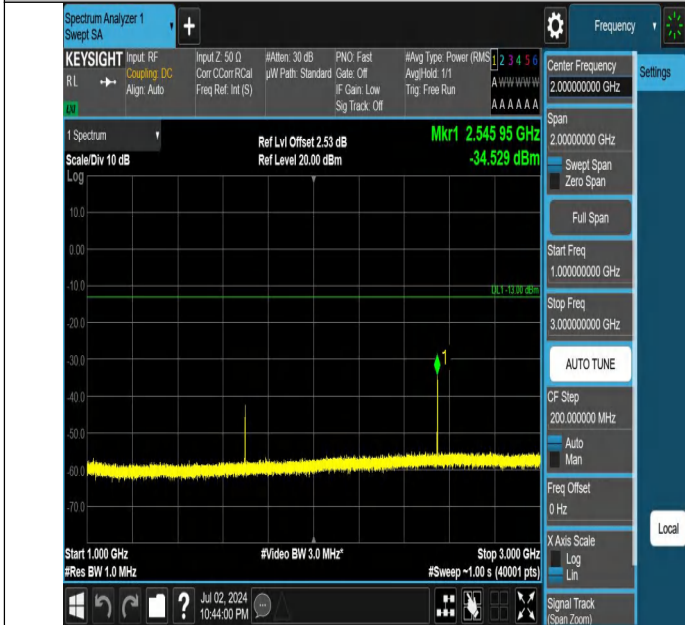 Spectrum Analyzer 1
Swept SA
+
Frequency
KEYSIGHT
RL
Input: RF
Coupling: DC
Align: Auto
Input Z: 50 Ω
Corr CCorr RCal
Freq Ref: Int (S)
#Atten: 30 dB
µW Path: Standard
PNO: Fast
Gate: Off
IF Gain: Low
Sig Track: Off
#Avg Type: Power (RMS
Avg|Hold: 1/1
Trig: Free Run
1 2 3 4 5 6
A W W W W W
A A A A A A
1 Spectrum
Scale/Div 10 dB
Log
Ref Lvl Offset 2.53 dB
Ref Level 20.00 dBm
Mkr1 2.545 95 GHz
-34.529 dBm
10.0
0.00
-10.0
DL1 -13.00 dBm
-20.0
-30.0
1
-40.0
-50.0
-60.0
-70.0
Start 1.000 GHz
#Res BW 1.0 MHz
#Video BW 3.0 MHz*
Stop 3.000 GHz
#Sweep ~1.00 s (40001 pts)
?
Jul 02, 2024
10:44:00 PM
Center Frequency
2.000000000 GHz
Settings
Span
2.00000000 GHz
Swept Span
Zero Span
Full Span
Start Freq
1.000000000 GHz
Stop Freq
3.000000000 GHz
AUTO TUNE
CF Step
200.000000 MHz
Auto
Man
Freq Offset
0 Hz
Local
X Axis Scale
Log
Lin
Signal Track
(Span Zoom)